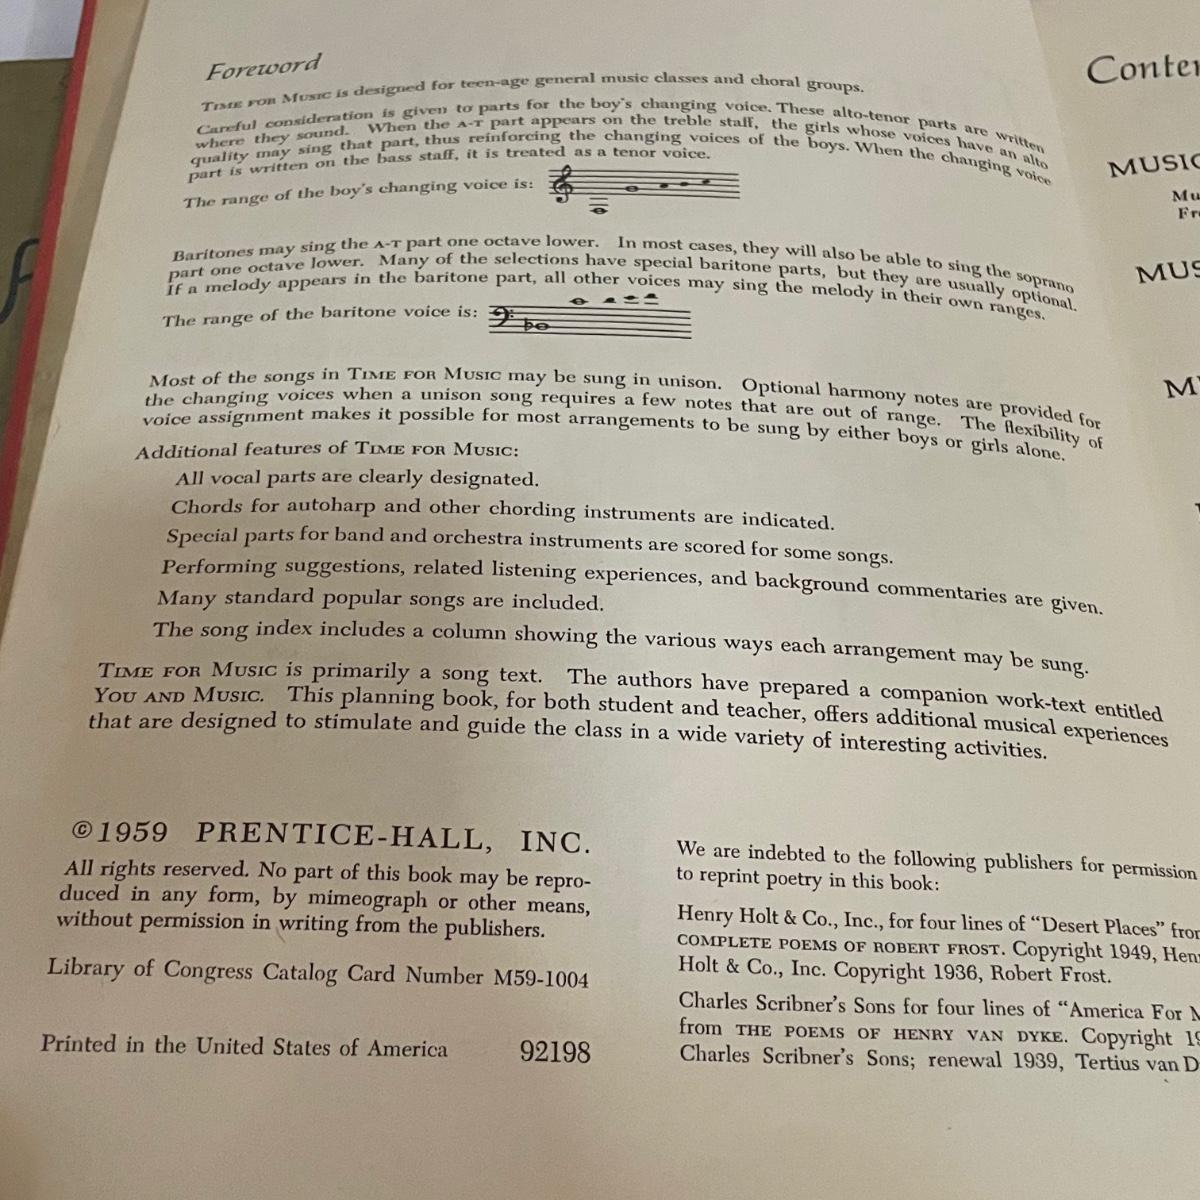 Foreword
TIME FOR MUSIC is designed for teen-age general music classes and choral groups.
Careful consideration is given to parts for the boy's changing voice. These alto-tenor parts are written
where they sound. When the A-T part appears on the treble staff, the girls whose voices have an alto
quality may sing that part, thus reinforcing the changing voices of the boys. When the changing voice
part is written on the bass staff, it is treated as a tenor voice.
The range of the boy's changing voice is:
Baritones may sing the A-T part one octave lower. In most cases, they will also be able to sing the soprano
part one octave lower. Many of the selections have special baritone parts, but they are usually optional.
If a melody appears in the baritone part, all other voices may sing the melody in their own ranges.
The range of the baritone voice is:
Most of the songs in TIME FOR MUSIC may be sung in unison. Optional harmony notes are provided for
the changing voices when a unison song requires a few notes that are out of range. The flexibility of
voice assignment makes it possible for most arrangements to be sung by either boys or girls alone.
Additional features of TIME FOR MUSIC:
All vocal parts are clearly designated.
Chords for autoharp and other chording instruments are indicated.
Special parts for band and orchestra instruments are scored for some songs.
Performing suggestions, related listening experiences, and background commentaries are given.
Many standard popular songs are included.
The song index includes a column showing the various ways each arrangement may be sung.
TIME FOR MUSIC is primarily a song text. The authors have prepared a companion work-text entitled
YOU AND MUSIC. This planning book, for both student and teacher, offers additional musical experiences
that are designed to stimulate and guide the class in a wide variety of interesting activities.
©1959 PRENTICE-HALL, INC.
All rights reserved. No part of this book may be repro-
duced in any form, by mimeograph or other means,
without permission in writing from the publishers.
Library of Congress Catalog Card Number M59-1004
Printed in the United States of America 92198
We are indebted to the following publishers for permission
to reprint poetry in this book:
Henry Holt & Co., Inc., for four lines of "Desert Places" from
COMPLETE POEMS OF ROBERT FROST. Copyright 1949, Hen
Holt & Co., Inc. Copyright 1936, Robert Frost.
Charles Scribner's Sons for four lines of "America For
from THE POEMS OF HENRY VAN DYKE. Copyright 19
Charles Scribner's Sons; renewal 1939, Tertius van D
Conten
MUSIC
Mu
Fr
MUS
M